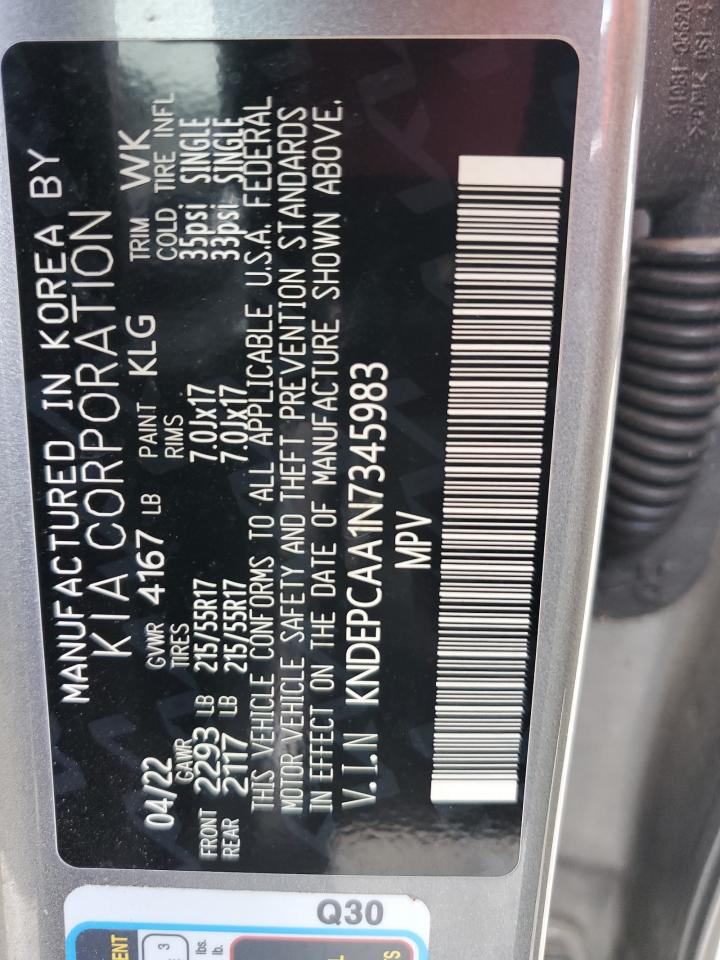 MANUFACTURED IN KOREA BY
KIA CORPORATION
04/22 GVWR 4167 LB PAINT KLG TRIM WK
GAWR TIRES RIMS COLD TIRE INFL
FRONT 2293 LB 215/55R17 7.0Jx17 35psi SINGLE
REAR 2117 LB 215/55R17 7.0Jx17 33psi SINGLE
THIS VEHICLE CONFORMS TO ALL APPLICABLE U.S.A. FEDERAL
MOTOR VEHICLE SAFETY AND THEFT PREVENTION STANDARDS
IN EFFECT ON THE DATE OF MANUFACTURE SHOWN ABOVE.
V.I.N KNDEPCAA1N7345983
MPV
Q30
3
lbs.
lb.